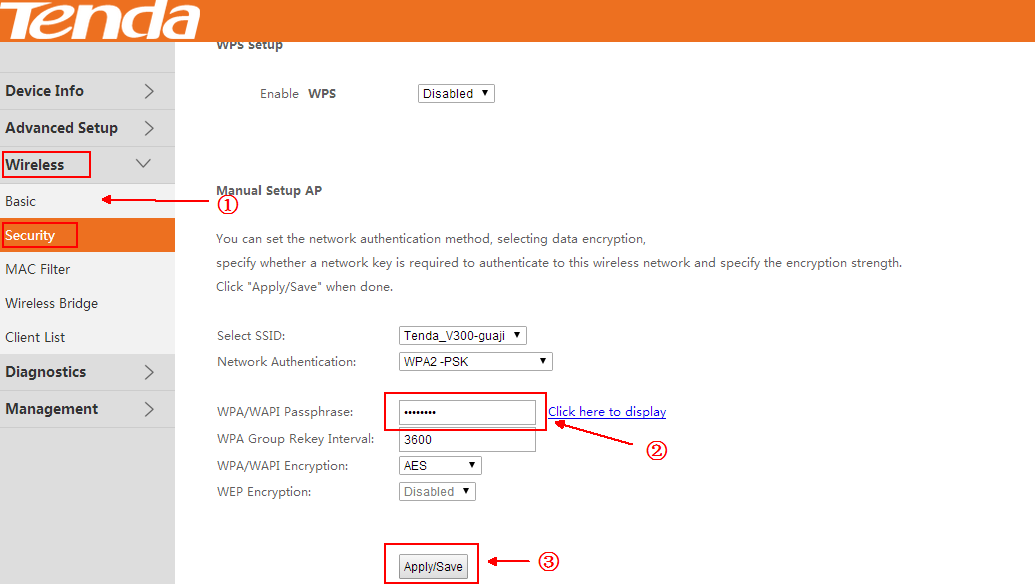 Tenda
WPS Setup
Device Info
Enable WPS Disabled
Advanced Setup
Wireless
Manual Setup AP
Basic
①
Security
You can set the network authentication method, selecting data encryption,
MAC Filter
specify whether a network key is required to authenticate to this wireless network and specify the encryption strength.
Click "Apply/Save" when done.
Wireless Bridge
Client List
Select SSID: Tenda_V300-guaji
Network Authentication: WPA2 -PSK
Diagnostics
Management
WPA/WAPI Passphrase: •••••••• Click here to display
WPA Group Rekey Interval: 3600
②
WPA/WAPI Encryption: AES
WEP Encryption: Disabled
Apply/Save
③